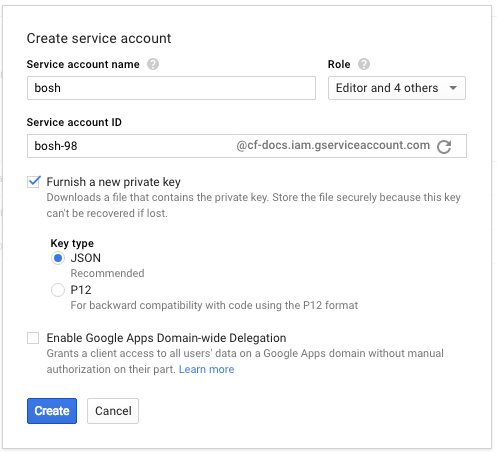 Create service account
Service account name ?
Role ?
bosh
Editor and 4 others
Service account ID
bosh-98 @cf-docs.iam.gserviceaccount.com
Furnish a new private key
Downloads a file that contains the private key. Store the file securely because this key
can't be recovered if lost.
Key type
JSON
Recommended
P12
For backward compatibility with code using the P12 format
Enable Google Apps Domain-wide Delegation
Grants a client access to all users' data on a Google Apps domain without manual
authorization on their part. Learn more
Create Cancel